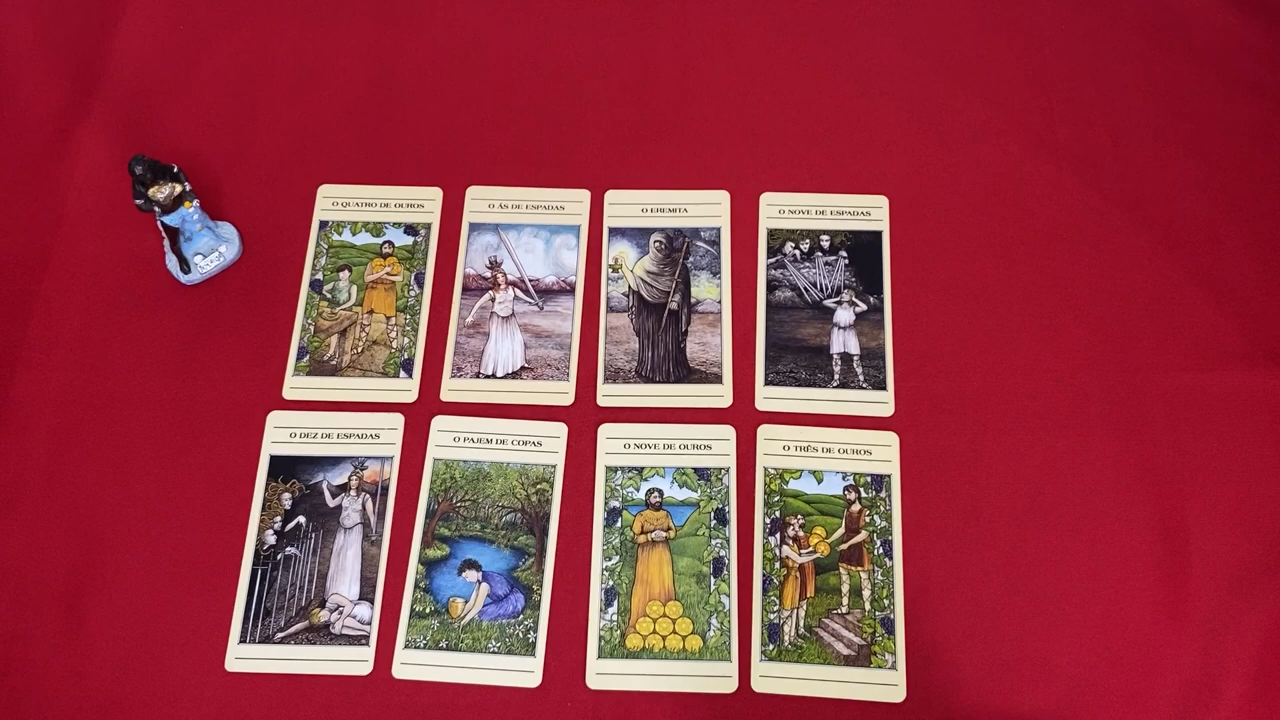 O QUATRO DE OUROS
O ÁS DE ESPADAS
O EREMITA
O NOVE DE ESPADAS
O DEZ DE ESPADAS
O PAJEM DE COPAS
O NOVE DE OUROS
O TRÊS DE OUROS